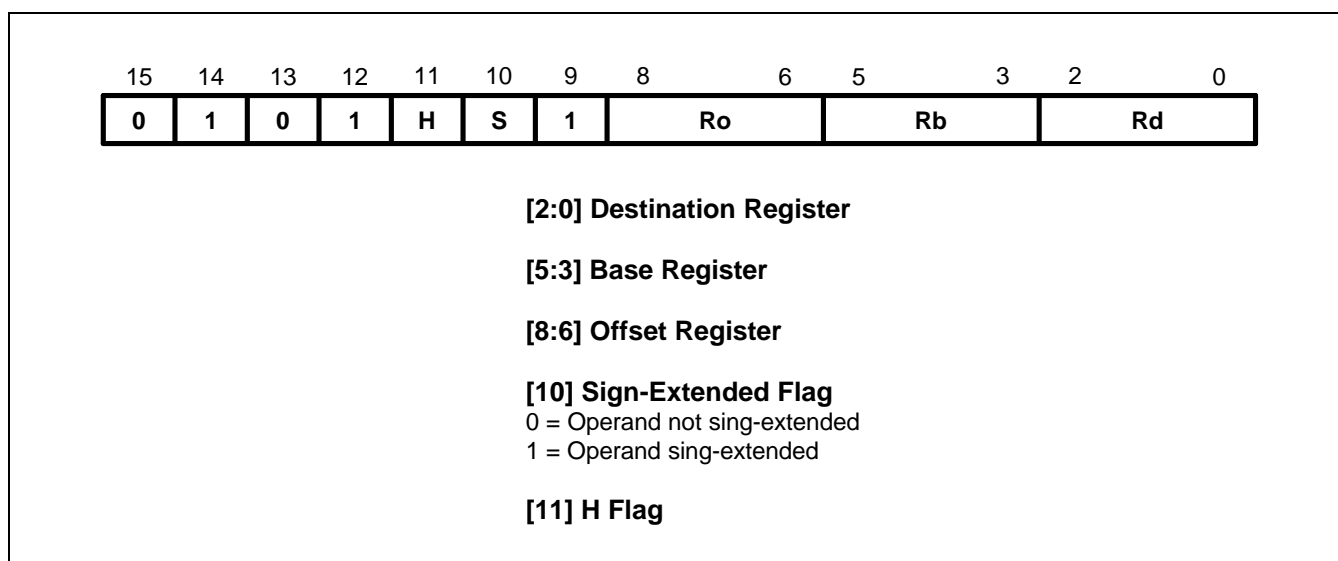 15 14 13 12 11 10 9 8 6 5 3 2 0
0 1 0 1 H S 1 Ro Rb Rd
[2:0] Destination Register
[5:3] Base Register
[8:6] Offset Register
[10] Sign-Extended Flag
0 = Operand not sing-extended
1 = Operand sing-extended
[11] H Flag